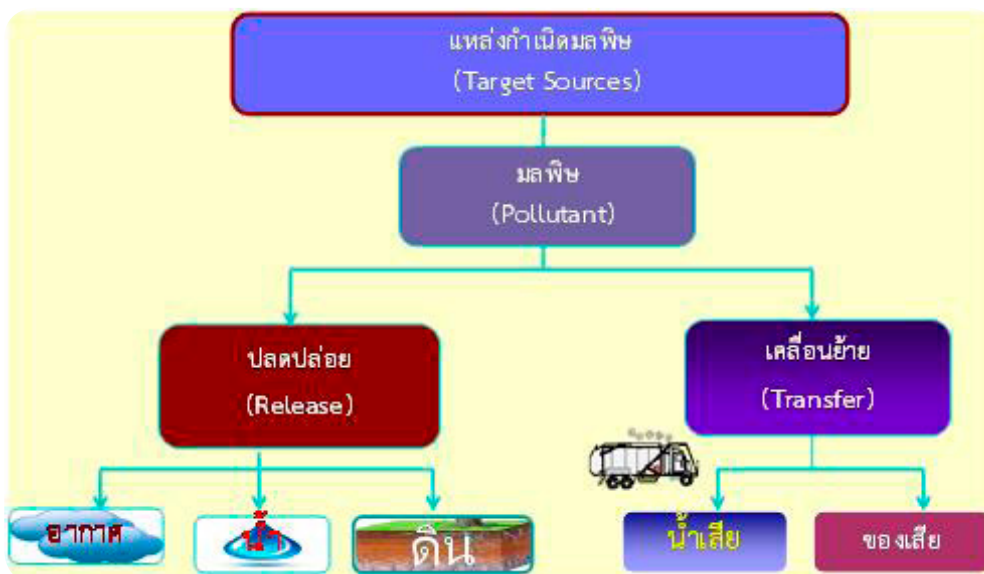 แหล่งกำเนิดมลพิษ
(Target Sources)
มลพิษ
(Pollutant)
ปลดปล่อย
(Release)
เคลื่อนย้าย
(Transfer)
อากาศ
น้ำ
ดิน
น้ำเสีย
ของเสีย